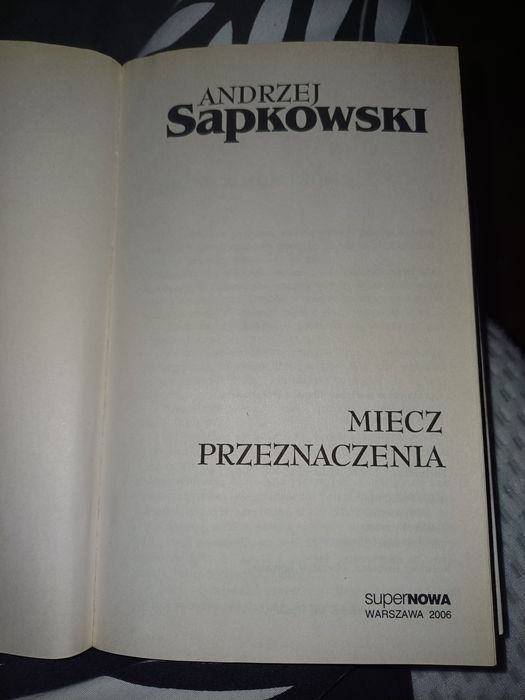 ANDRZEJ
SAPKOWSKI
MIECZ
PRZEZNACZENIA
superNOWA
WARSZAWA 2006